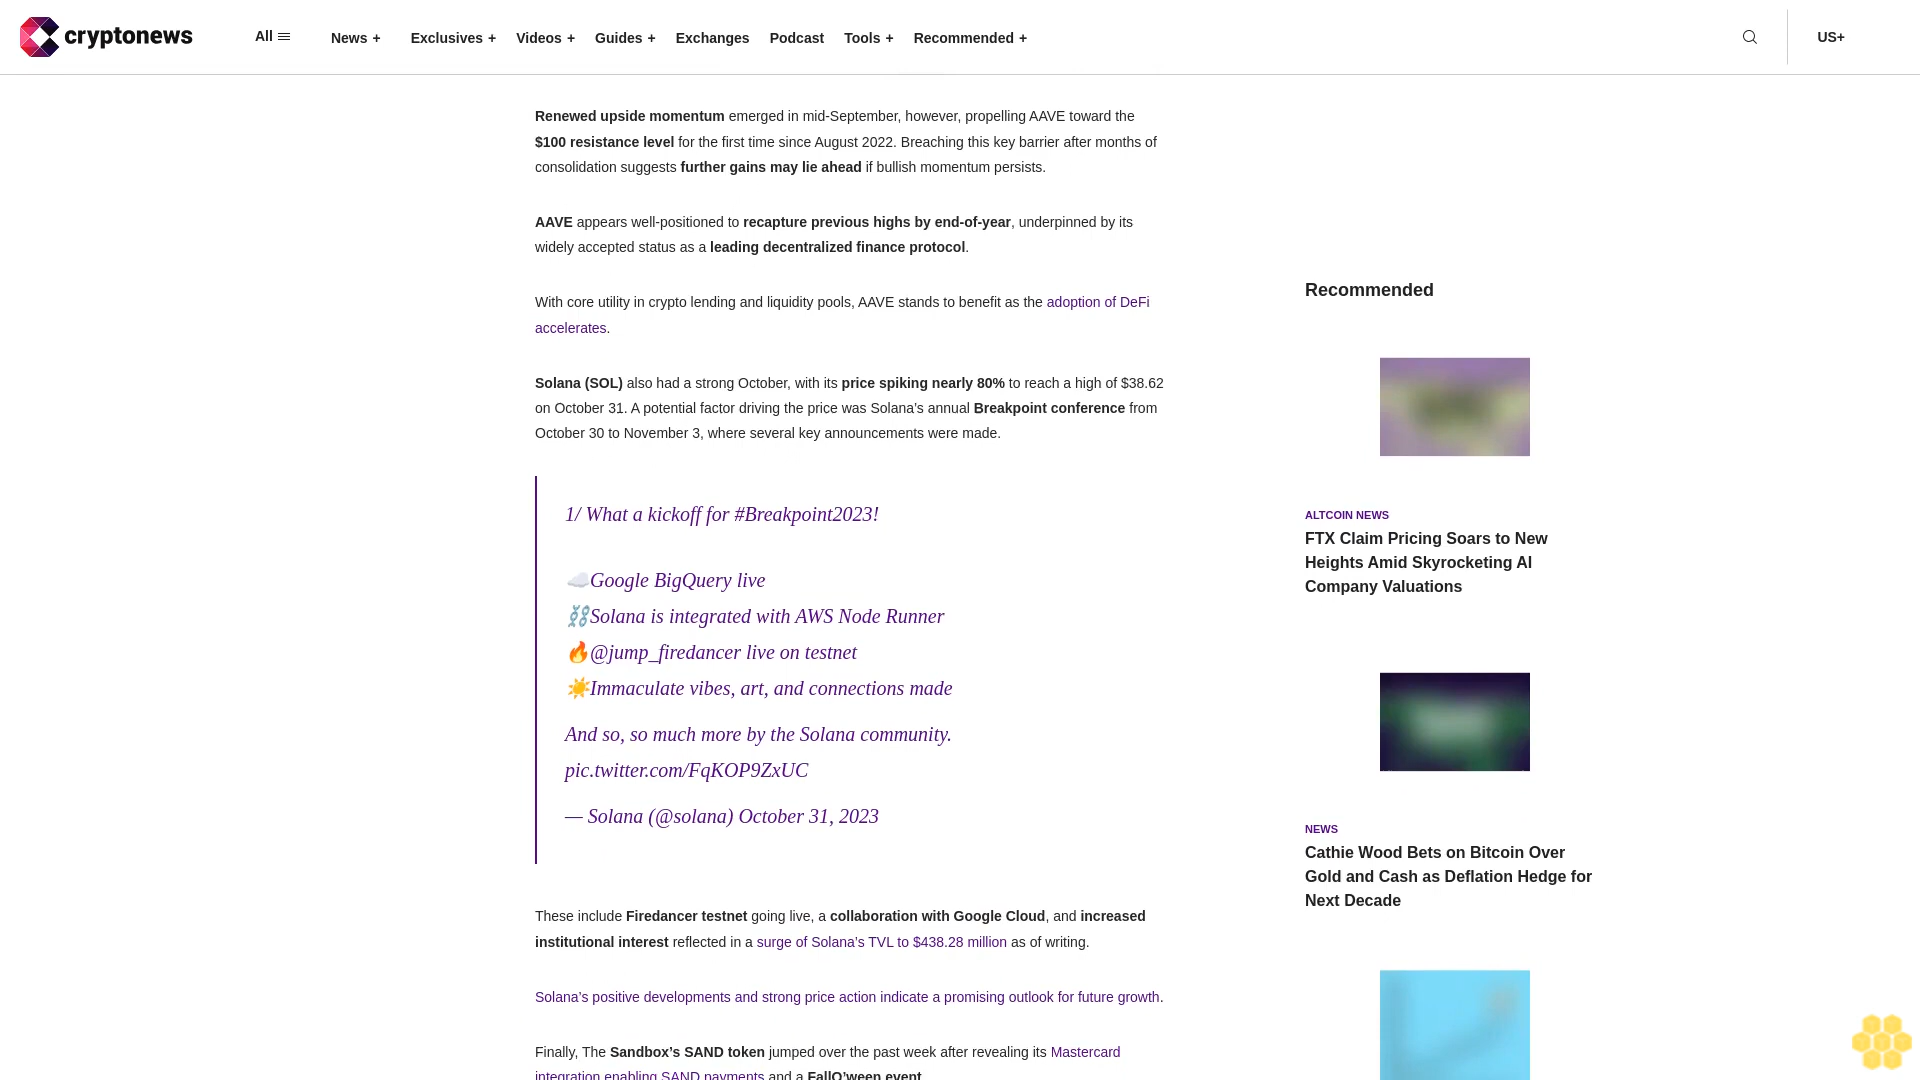 cryptonews
All
News +
Exclusives +
Videos +
Guides +
Exchanges
Podcast
Tools +
Recommended +
US+
Renewed upside momentum emerged in mid-September, however, propelling AAVE toward the
$100 resistance level for the first time since August 2022. Breaching this key barrier after months of
consolidation suggests further gains may lie ahead if bullish momentum persists.
AAVE appears well-positioned to recapture previous highs by end-of-year, underpinned by its
widely accepted status as a leading decentralized finance protocol.
With core utility in crypto lending and liquidity pools, AAVE stands to benefit as the adoption of DeFi
accelerates.
Solana (SOL) also had a strong October, with its price spiking nearly 80% to reach a high of $38.62
on October 31. A potential factor driving the price was Solana’s annual Breakpoint conference from
October 30 to November 3, where several key announcements were made.
1/ What a kickoff for #Breakpoint2023!
☁️Google BigQuery live
⛓️Solana is integrated with AWS Node Runner
🔥@jump_firedancer live on testnet
☀️Immaculate vibes, art, and connections made
And so, so much more by the Solana community.
pic.twitter.com/FqKOP9ZxUC
— Solana (@solana) October 31, 2023
These include Firedancer testnet going live, a collaboration with Google Cloud, and increased
institutional interest reflected in a surge of Solana’s TVL to $438.28 million as of writing.
Solana’s positive developments and strong price action indicate a promising outlook for future growth.
Finally, The Sandbox’s SAND token jumped over the past week after revealing its Mastercard
integration enabling SAND payments and a FallO’ween event.
Recommended
ALTCOIN NEWS
FTX Claim Pricing Soars to New
Heights Amid Skyrocketing AI
Company Valuations
NEWS
Cathie Wood Bets on Bitcoin Over
Gold and Cash as Deflation Hedge for
Next Decade